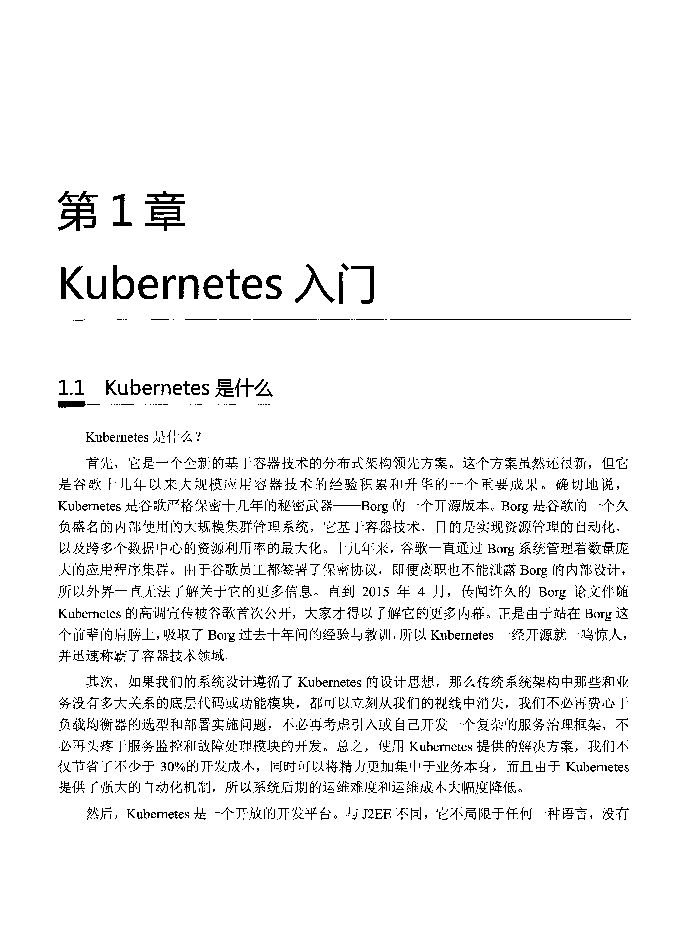 第 1 章
Kubernetes 入门
1.1 Kubernetes 是什么
Kubernetes 是什么？
首先，它是一个全新的基于容器技术的分布式架构领先方案。这个方案虽然还很新，但它
是谷歌十几年以来大规模应用容器技术的经验积累和升华的一个重要成果。确切地说，
Kubernetes 是谷歌严格保密十几年的秘密武器——Borg 的一个开源版本。Borg 是谷歌的一个久
负盛名的内部使用的大规模集群管理系统，它基于容器技术，目的是实现资源管理的自动化，
以及跨多个数据中心的资源利用率的最大化。十几年来，谷歌一直通过 Borg 系统管理着数量庞
大的应用程序集群。由于谷歌员工都签署了保密协议，即便离职也不能泄露 Borg 的内部设计，
所以外界一直无法了解关于它的更多信息。直到 2015 年 4 月，传闻许久的 Borg 论文伴随
Kubernetes 的高调宣传被谷歌首次公开，大家才得以了解它的更多内幕。正是由于站在 Borg 这
个前辈的肩膀上，吸取了 Borg 过去十年间的经验与教训，所以 Kubernetes 一经开源就一鸣惊人，
并迅速称霸了容器技术领域。
其次，如果我们的系统设计遵循了 Kubernetes 的设计思想，那么传统系统架构中那些和业
务没有多大关系的底层代码或功能模块，都可以立刻从我们的视线中消失，我们不必再费心于
负载均衡器的选型和部署实施问题，不必再考虑引入或自己开发一个复杂的服务治理框架，不
必再头疼于服务监控和故障处理模块的开发。总之，使用 Kubernetes 提供的解决方案，我们不
仅节省了不少于 30%的开发成本，同时可以将精力更加集中于业务本身，而且由于 Kubernetes
提供了强大的自动化机制，所以系统后期的运维难度和运维成本大幅度降低。
然后，Kubernetes 是一个开放的开发平台。与 J2EE 不同，它不局限于任何一种语言，没有